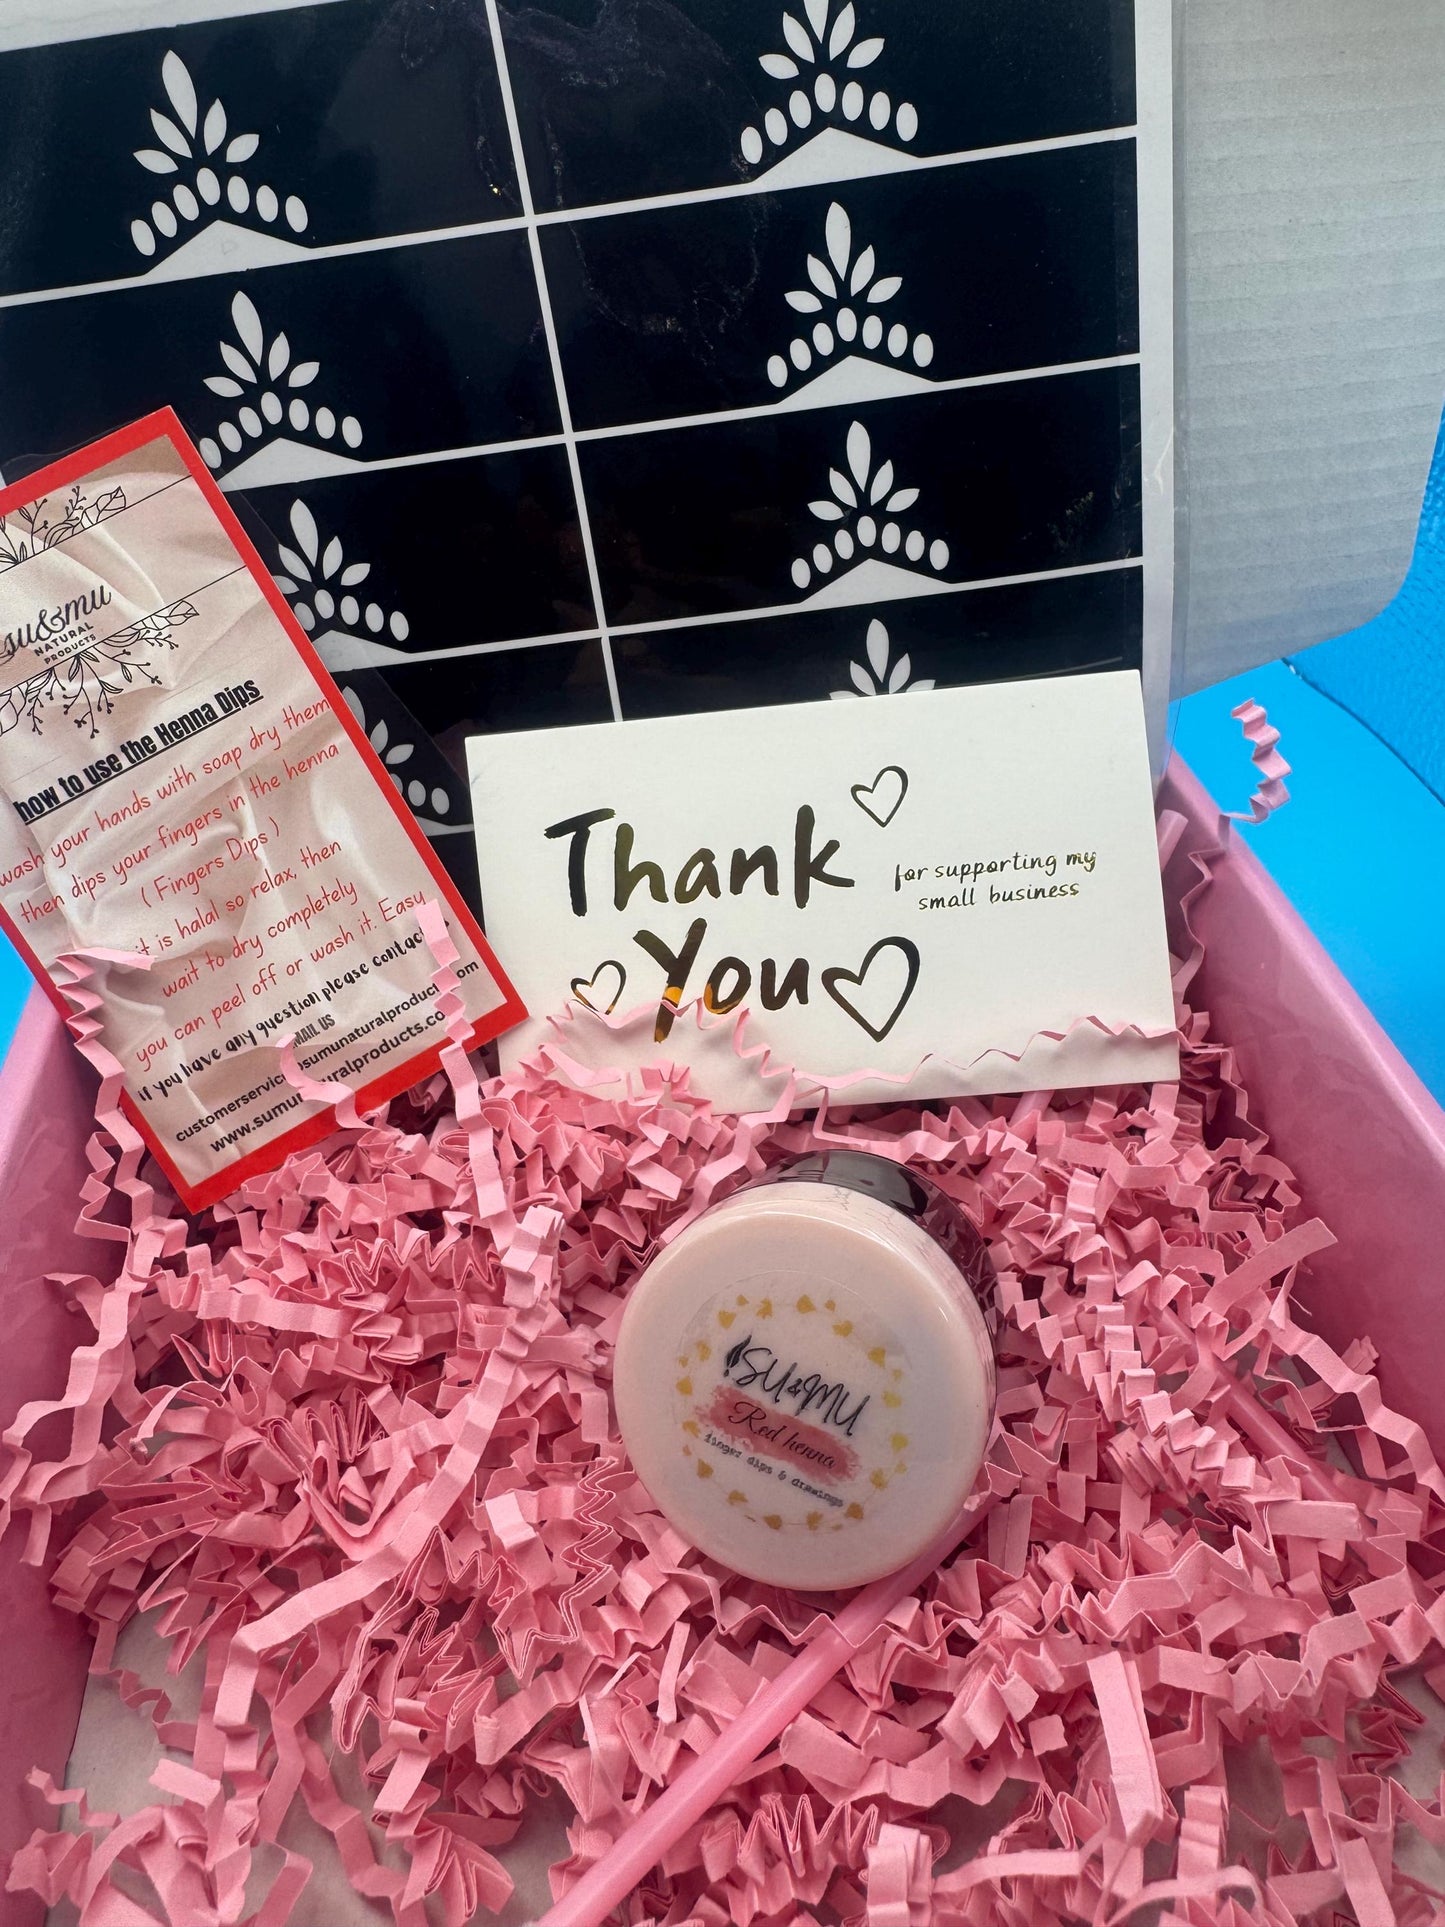 su&mu
NATURAL
PRODUCTS
how to use the Henna Dips
wash your hands with soap dry them
then dips your fingers in the henna
( Fingers Dips )
it is halal so relax, then
wait to dry completely
you can peel off or wash it. Easy
if you have any question please contact
MAIL US
www.sumu
Thank
You
for supporting my
small business
SU&MU
Red henna
finger dips & drawings